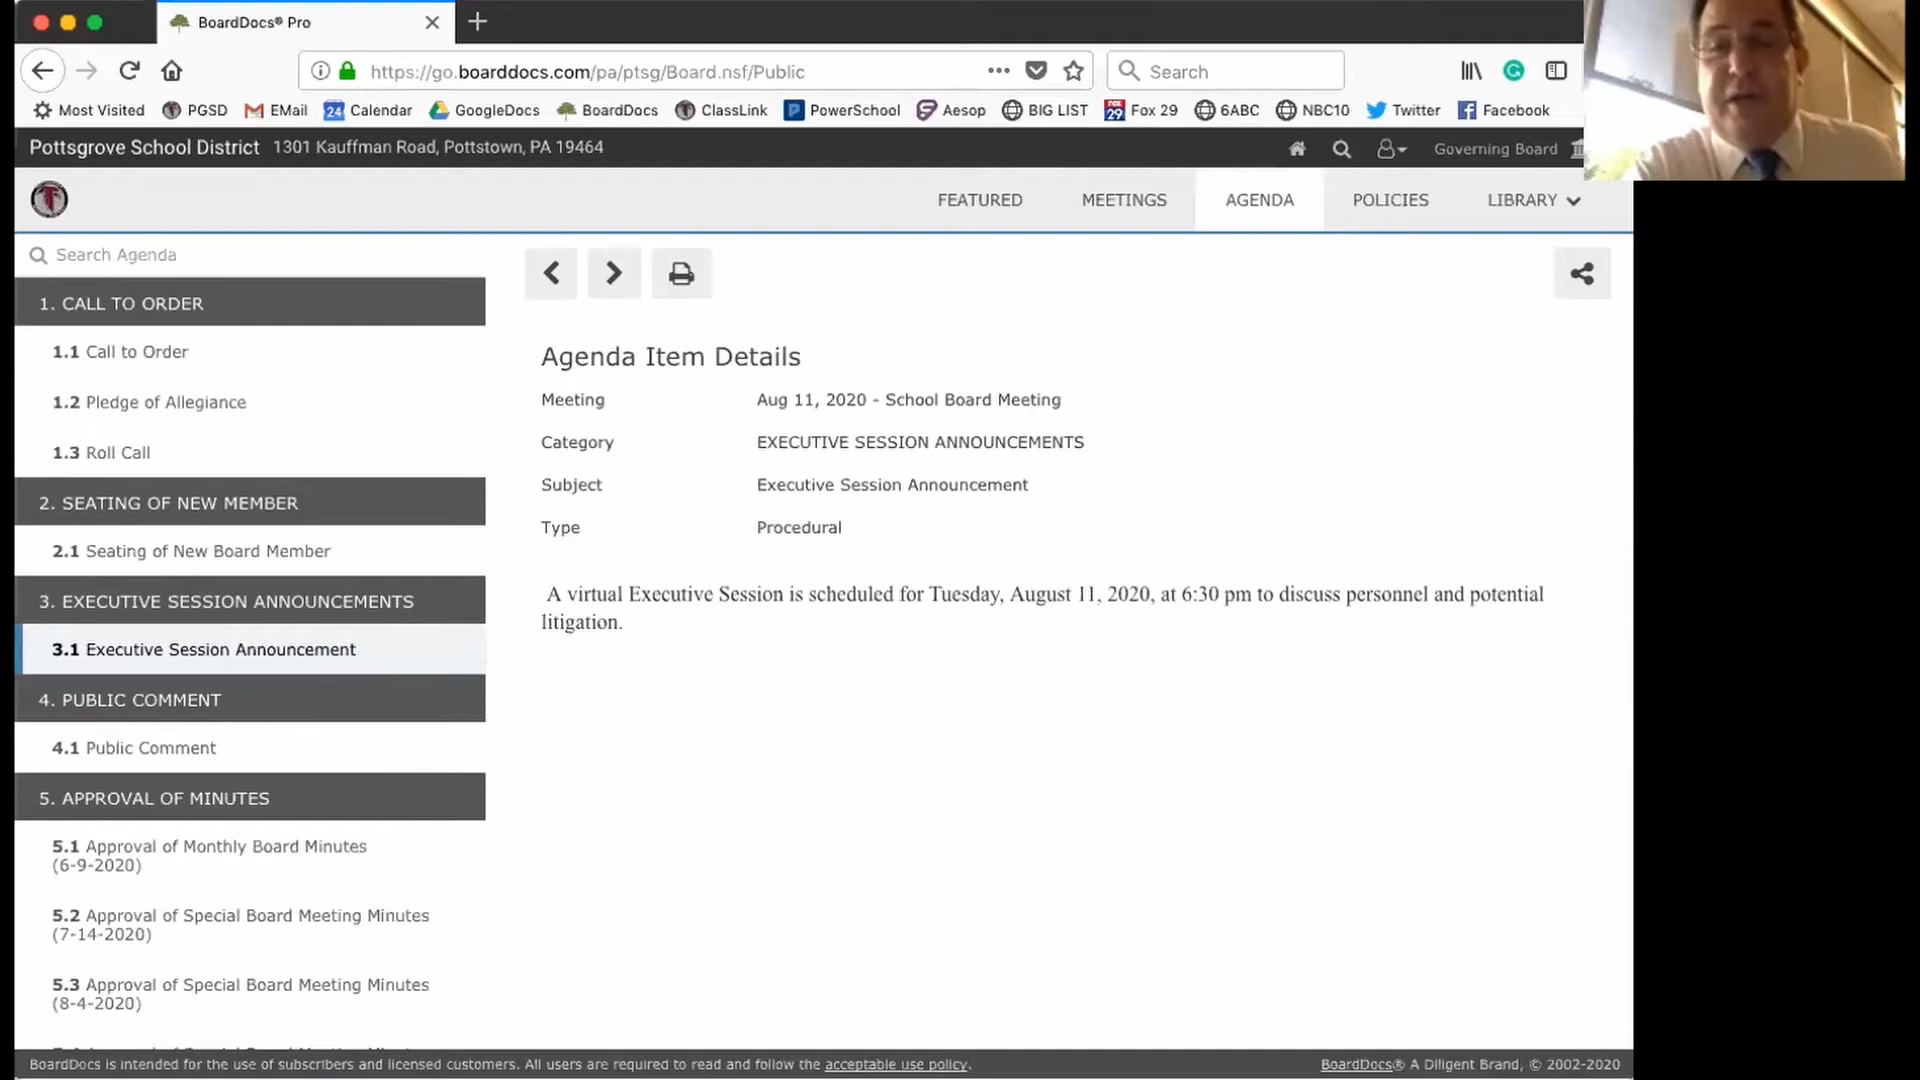 BoardDocs® Pro
https://go.boarddocs.com/pa/ptsg/Board.nsf/Public
Search
Most Visited PGSD EMail 24 Calendar GoogleDocs BoardDocs ClassLink PowerSchool Aesop BIG LIST FOX 29 Fox 29 6ABC NBC10 Twitter Facebook
Pottsgrove School District 1301 Kauffman Road, Pottstown, PA 19464
Governing Board
FEATURED MEETINGS AGENDA POLICIES LIBRARY
Search Agenda
1. CALL TO ORDER
1.1 Call to Order
1.2 Pledge of Allegiance
1.3 Roll Call
2. SEATING OF NEW MEMBER
2.1 Seating of New Board Member
3. EXECUTIVE SESSION ANNOUNCEMENTS
3.1 Executive Session Announcement
4. PUBLIC COMMENT
4.1 Public Comment
5. APPROVAL OF MINUTES
5.1 Approval of Monthly Board Minutes
(6-9-2020)
5.2 Approval of Special Board Meeting Minutes
(7-14-2020)
5.3 Approval of Special Board Meeting Minutes
(8-4-2020)
Agenda Item Details
Meeting Aug 11, 2020 - School Board Meeting
Category EXECUTIVE SESSION ANNOUNCEMENTS
Subject Executive Session Announcement
Type Procedural
A virtual Executive Session is scheduled for Tuesday, August 11, 2020, at 6:30 pm to discuss personnel and potential
litigation.
BoardDocs is intended for the use of subscribers and licensed customers. All users are required to read and follow the acceptable use policy.
BoardDocs® A Diligent Brand, © 2002-2020